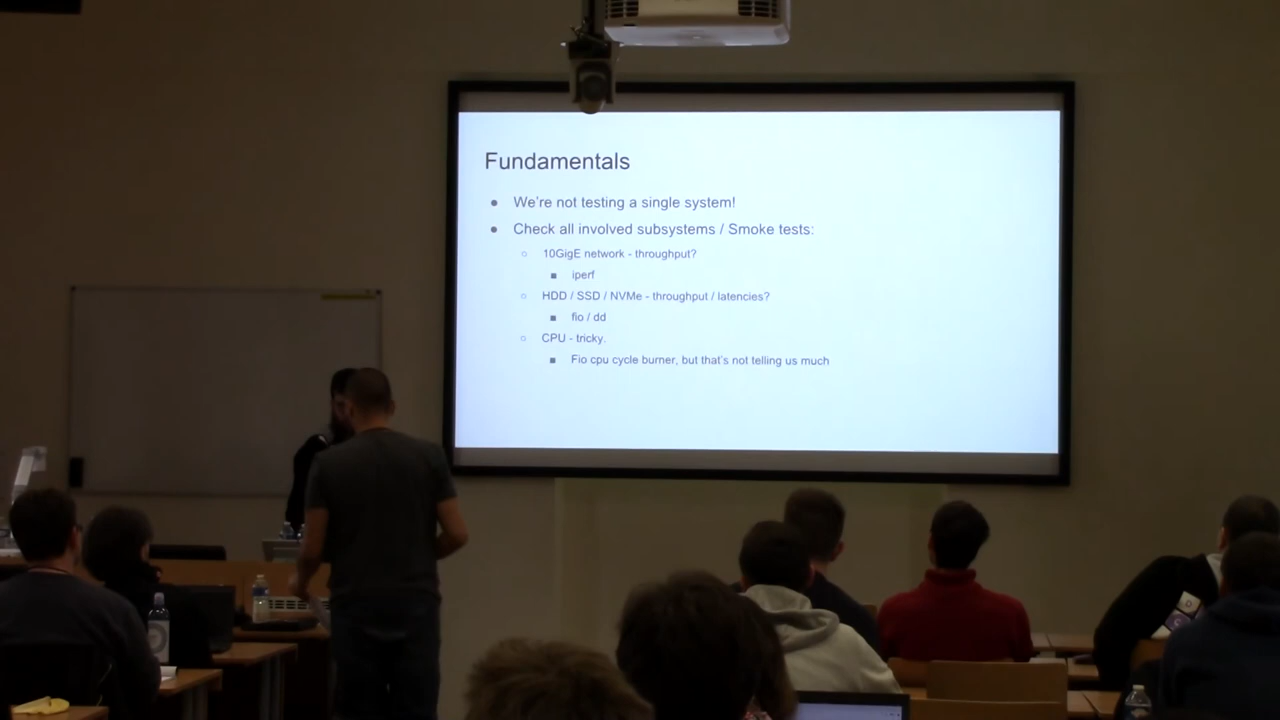 Fundamentals
● We're not testing a single system!
● Check all involved subsystems / Smoke tests:
○ 10GigE network - throughput?
■ iperf
○ HDD / SSD / NVMe - throughput / latencies?
■ fio / dd
○ CPU - tricky.
■ Fio cpu cycle burner, but that's not telling us much